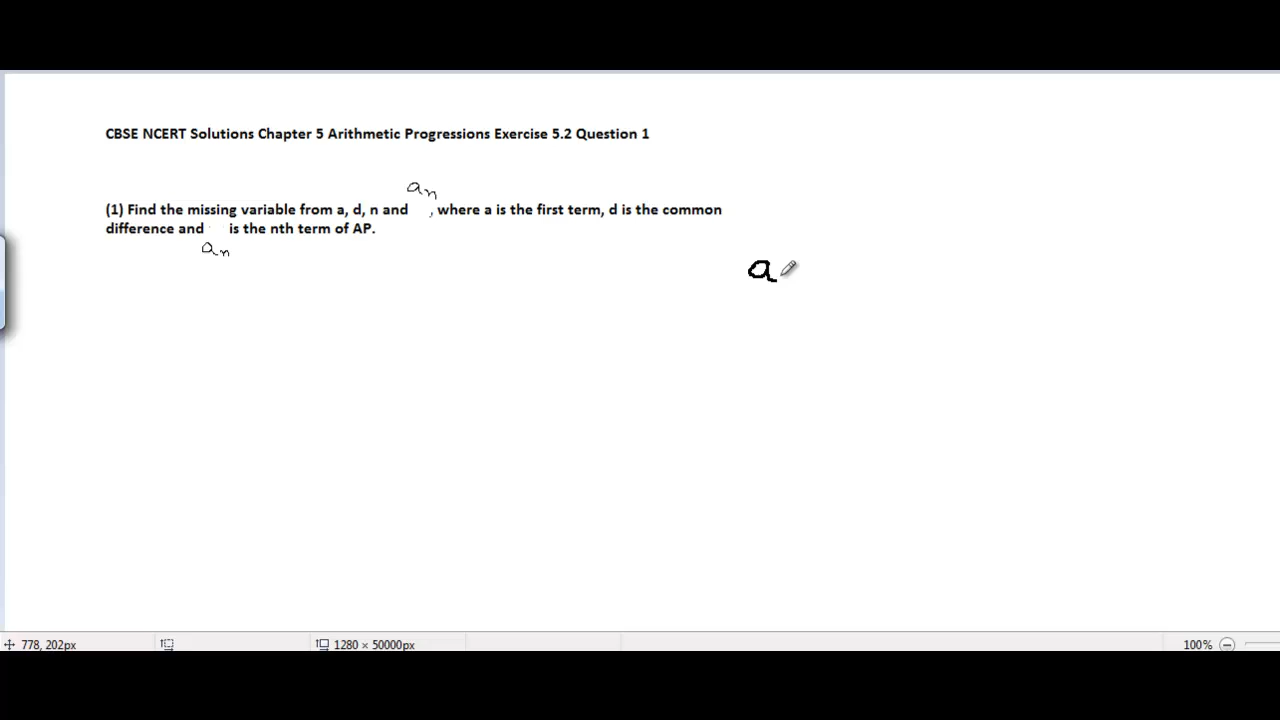 CBSE NCERT Solutions Chapter 5 Arithmetic Progressions Exercise 5.2 Question 1
an
(1) Find the missing variable from a, d, n and , where a is the first term, d is the common
difference and is the nth term of AP.
an
a
778, 202px 1280 × 50000px 100%